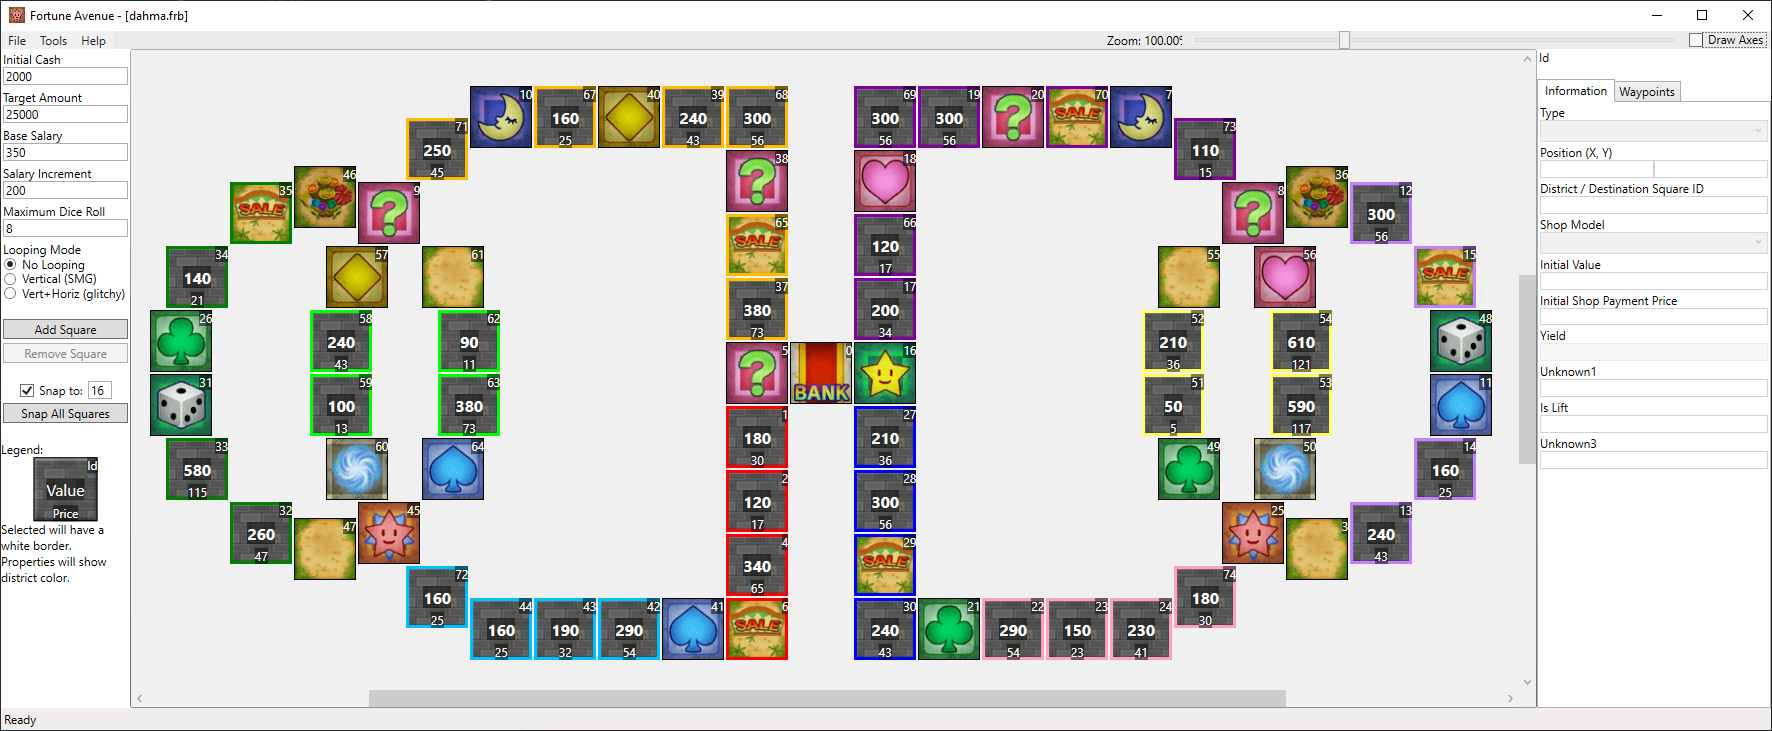 Fortune Avenue - [dahma.frb]
File Tools Help
Zoom: 100.00%
Draw Axes
Initial Cash
2000
Target Amount
25000
Base Salary
350
Salary Increment
200
Maximum Dice Roll
8
Looping Mode
No Looping
Vertical (SMG)
Vert+Horiz (glitchy)
Add Square
Remove Square
Snap to: 16
Snap All Squares
Legend:
Id
Value
Price
Selected will have a
white border.
Properties will show
district color.
10 67 40 39 68 69 19 20 70 7
160 240 300 300 300
25 43 56 56 56
71 73
250 110
45 15
38 18
46 36
35 9 8 12
SALE 300
56
65 66
SALE 120
17
34 57 61 55 56 15
140 SALE
21
37 17
380 200
73 34
26 58 62 52 54 48
240 90 210 610
43 11 36 121
5 0 16
BANK
31 59 63 51 53 11
100 380 50 590
13 73 5 117
1 27
180 210
30 36
33 60 64 49 50 14
580 160
115 25
2 28
120 300
17 56
32 47 45 25 3 13
260 240
47 43
4 29
340 SALE
65
72 74
160 180
25 30
44 43 42 41 6 30 21 22 23 24
160 190 290 SALE 240 290 150 230
25 32 54 43 54 23 41
Id
Information Waypoints
Type
Position (X, Y)
District / Destination Square ID
Shop Model
Initial Value
Initial Shop Payment Price
Yield
Unknown1
Is Lift
Unknown3
Ready